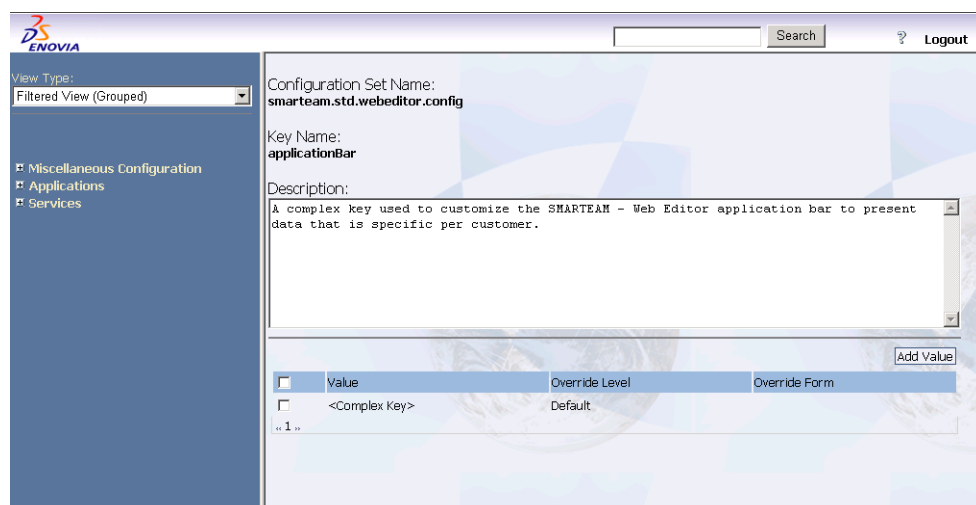 ENOVIA
Search
? Logout
View Type:
Filtered View (Grouped)
Miscellaneous Configuration
Applications
Services
Configuration Set Name:
smarteam.std.webeditor.config
Key Name:
applicationBar
Description:
A complex key used to customize the SMARTEAM - Web Editor application bar to present
data that is specific per customer.
Add Value
Value Override Level Override Form
<Complex Key> Default
‹‹ 1 ››